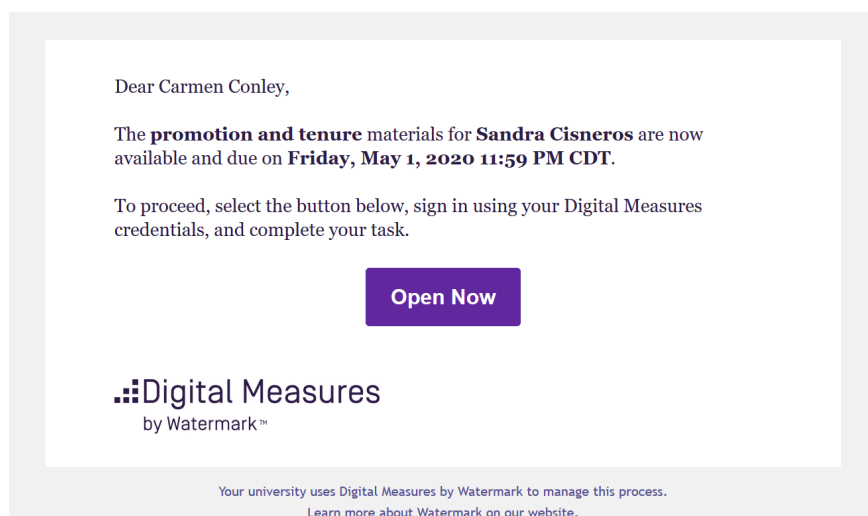 Dear Carmen Conley,
The promotion and tenure materials for Sandra Cisneros are now
available and due on Friday, May 1, 2020 11:59 PM CDT.
To proceed, select the button below, sign in using your Digital Measures
credentials, and complete your task.
Open Now
Digital Measures
by Watermark™
Your university uses Digital Measures by Watermark to manage this process.
Learn more about Watermark on our website.